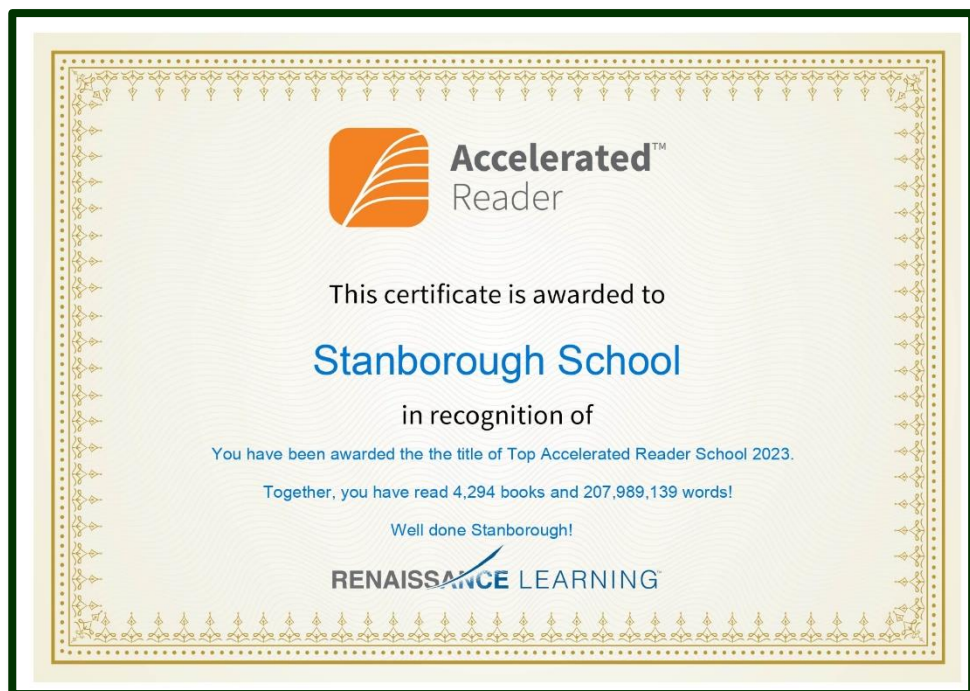 Accelerated™
Reader
This certificate is awarded to
Stanborough School
in recognition of
You have been awarded the the title of Top Accelerated Reader School 2023.
Together, you have read 4,294 books and 207,989,139 words!
Well done Stanborough!
RENAISSANCE LEARNING™